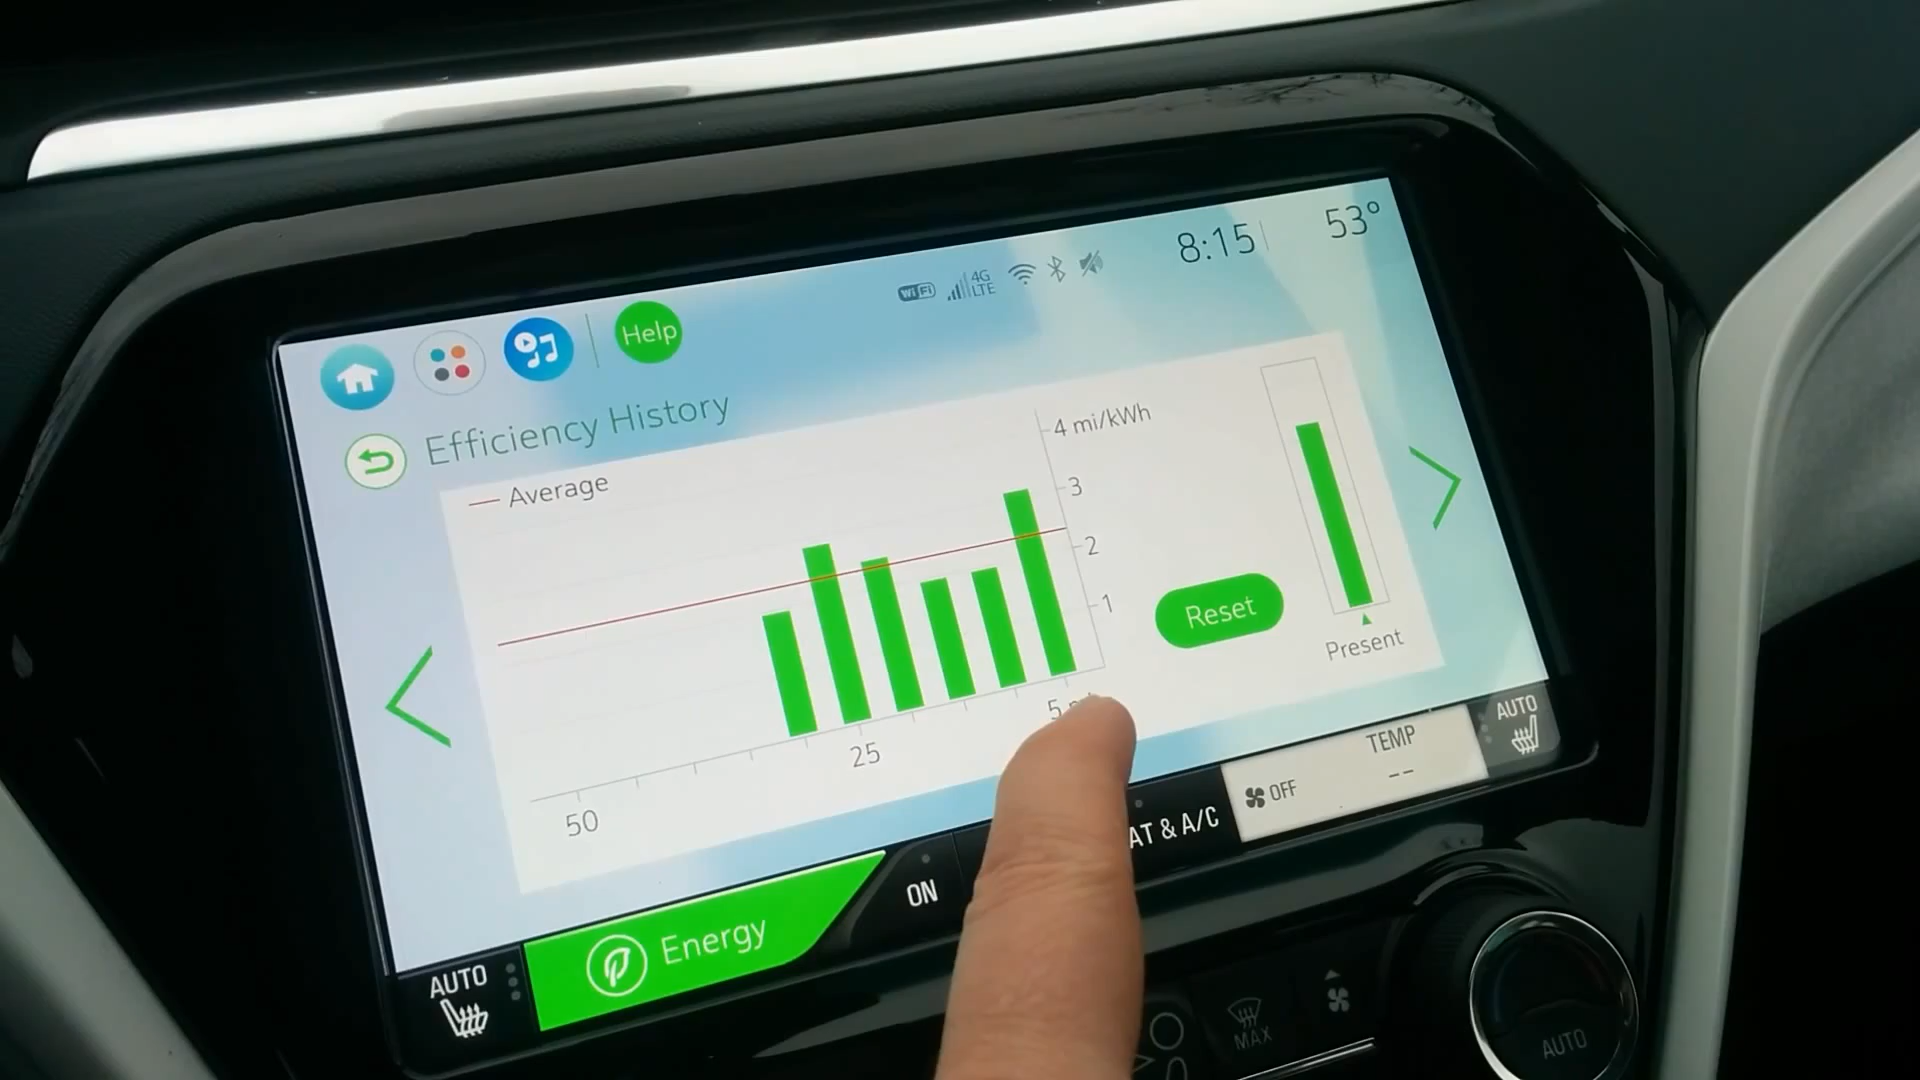 8:15
53°
WiFi
4G
LTE
Help
Efficiency History
Average
4 mi/kWh
3
2
1
Reset
Present
5
25
50
AUTO
TEMP
--
OFF
AT & A/C
ON
Energy
AUTO
MAX
AUTO